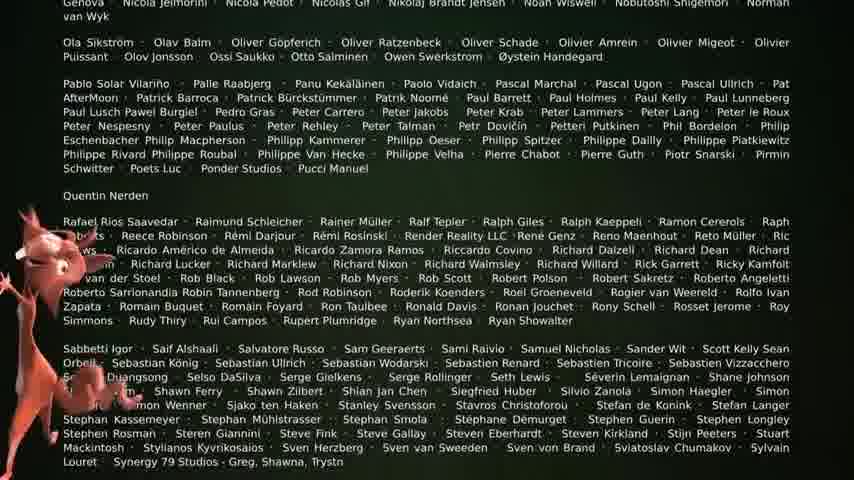 Genova · Nicola Jelmorini · Nicola Pedot · Nicolas Gif · Nikolaj Brandt Jensen · Noah Wiswell · Nobutoshi Shigemori · Norman
van Wyk
Ola Sikström · Olav Balm · Oliver Göpferich · Oliver Ratzenbeck · Oliver Schade · Olivier Amrein · Olivier Migeot · Olivier
Puissant · Olov Jonsson · Ossi Saukko · Otto Salminen · Owen Swerkstrom · Øystein Handegard
Pablo Solar Vilariño · Palle Raabjerg · Panu Kekäläinen · Paolo Vidaich · Pascal Marchal · Pascal Ugon · Pascal Ullrich · Pat
AfterMoon · Patrick Barroca · Patrick Bürckstümmer · Patrik Noomé · Paul Barrett · Paul Holmes · Paul Kelly · Paul Lunneberg
Paul Lusch Pawel Burgiel · Pedro Gras · Peter Carrero · Peter Jakobs · Peter Krab · Peter Lammers · Peter Lang · Peter le Roux
Peter Nespesny · Peter Paulus · Peter Rehley · Peter Talman · Petr Dovičin · Petteri Putkinen · Phil Bordelon · Philip
Eschenbacher Philip Macpherson · Philipp Kammerer · Philipp Oeser · Philipp Spitzec · Philippe Dailly · Philippe Piatkiewitz
Philippe Rivard Philippe Roubal · Philippe Van Hecke · Philippe Velha · Pierre Chabot · Pierre Guth · Piotr Snarski · Pirmin
Schwitter · Poets Luc · Ponder Studios · Pucci Manuel
Quentin Nerden
Rafael Rios Saavedar · Raimund Schleicher · Rainer Müller · Ralf Tepler · Ralph Giles · Ralph Kaeppeli · Ramon Cererols · Raph
Reece Robinson · Rémi Darjour · Rémi Rosinski · Render Reality LLC · René Genz · Reno Maenhout · Reto Müller · Ric
Ricardo Américo de Almeida · Ricardo Zamora Ramos · Riccardo Covino · Richard Dalzell · Richard Dean · Richard
Richard Lucker · Richard Marklew · Richard Nixon · Richard Walmsley · Richard Willard · Rick Garrett · Ricky Kamfolt
van der Stoel · Rob Black · Rob Lawson · Rob Myers · Rob Scott · Robert Polson · Robert Sakretz · Roberto Angeletti
Roberto Sarrionandia Robin Tannenberg · Rod Robinson · Roderik Koenders · Roel Groeneveld · Rogier van Weereld · Rolfo Ivan
Zapata · Romain Buquet · Romain Foyard · Ron Taulbee · Ronald Davis · Ronan Jouchet · Rony Schell · Rosset Jerome · Roy
Simmons · Rudy Thiry · Rui Campos · Rupert Plumridge · Ryan Northsea · Ryan Showalter
Sabbetti Igor · Saif Alshaali · Salvatore Russo · Sam Geeraerts · Sami Raivio · Samuel Nicholas · Sander Wit · Scott Kelly Sean
Sebastian König · Sebastian Ullrich · Sebastian Wodarski · Sebastien Renard · Sebastien Tricoire · Sebastien Vizzacchero
Duangsong · Selso DaSilva · Serge Gielkens · Serge Rollinger · Seth Lewis · Séverin Lemaignan · Shane Johnson
Shawn Ferry · Shawn Zilbert · Shian Jan Chen · Siegfried Huber · Silvio Zanola · Simon Haegler · Simon
Wenner · Sjako ten Haken · Stanley Svensson · Stavros Christoforou · Stefan de Konink · Stefan Langer
Stephan Kassemeyer · Stephan Mühlstrasser · Stephan Smola · Stéphane Démurget · Stephen Guerin · Stephen Longley
Stephen Rosman · Steren Giannini · Steve Fink · Steve Gallay · Steven Eberhardt · Steven Kirkland · Stijn Peeters · Stuart
Mackintosh · Stylianos Kyvrikosaios · Sven Herzberg · Sven van Sweeden · Sven von Brand · Sviatoslav Chumakov · Sylvain
Louret · Synergy 79 Studios - Greg, Shawna, Trystn